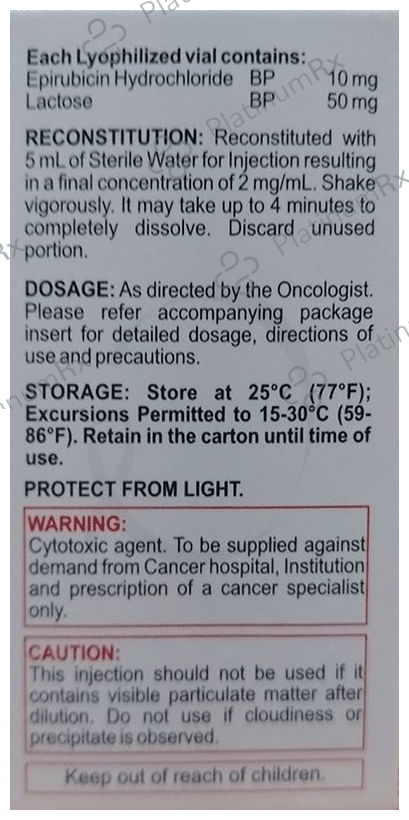 Each Lyophilized vial contains:
Epirubicin Hydrochloride BP 10 mg
Lactose BP 50 mg
RECONSTITUTION: Reconstituted with
5 mL of Sterile Water for Injection resulting
in a final concentration of 2 mg/mL. Shake
vigorously. It may take up to 4 minutes to
completely dissolve. Discard unused
portion.
DOSAGE: As directed by the Oncologist.
Please refer accompanying package
insert for detailed dosage, directions of
use and precautions.
STORAGE: Store at 25°C (77°F);
Excursions Permitted to 15-30°C (59-
86°F). Retain in the carton until time of
use.
PROTECT FROM LIGHT.
WARNING:
Cytotoxic agent. To be supplied against
demand from Cancer hospital, Institution
and prescription of a cancer specialist
only.
CAUTION:
This injection should not be used if it
contains visible particulate matter after
dilution. Do not use if cloudiness or
precipitate is observed.
Keep out of reach of children.
PlatinumRx
PlatinumRx